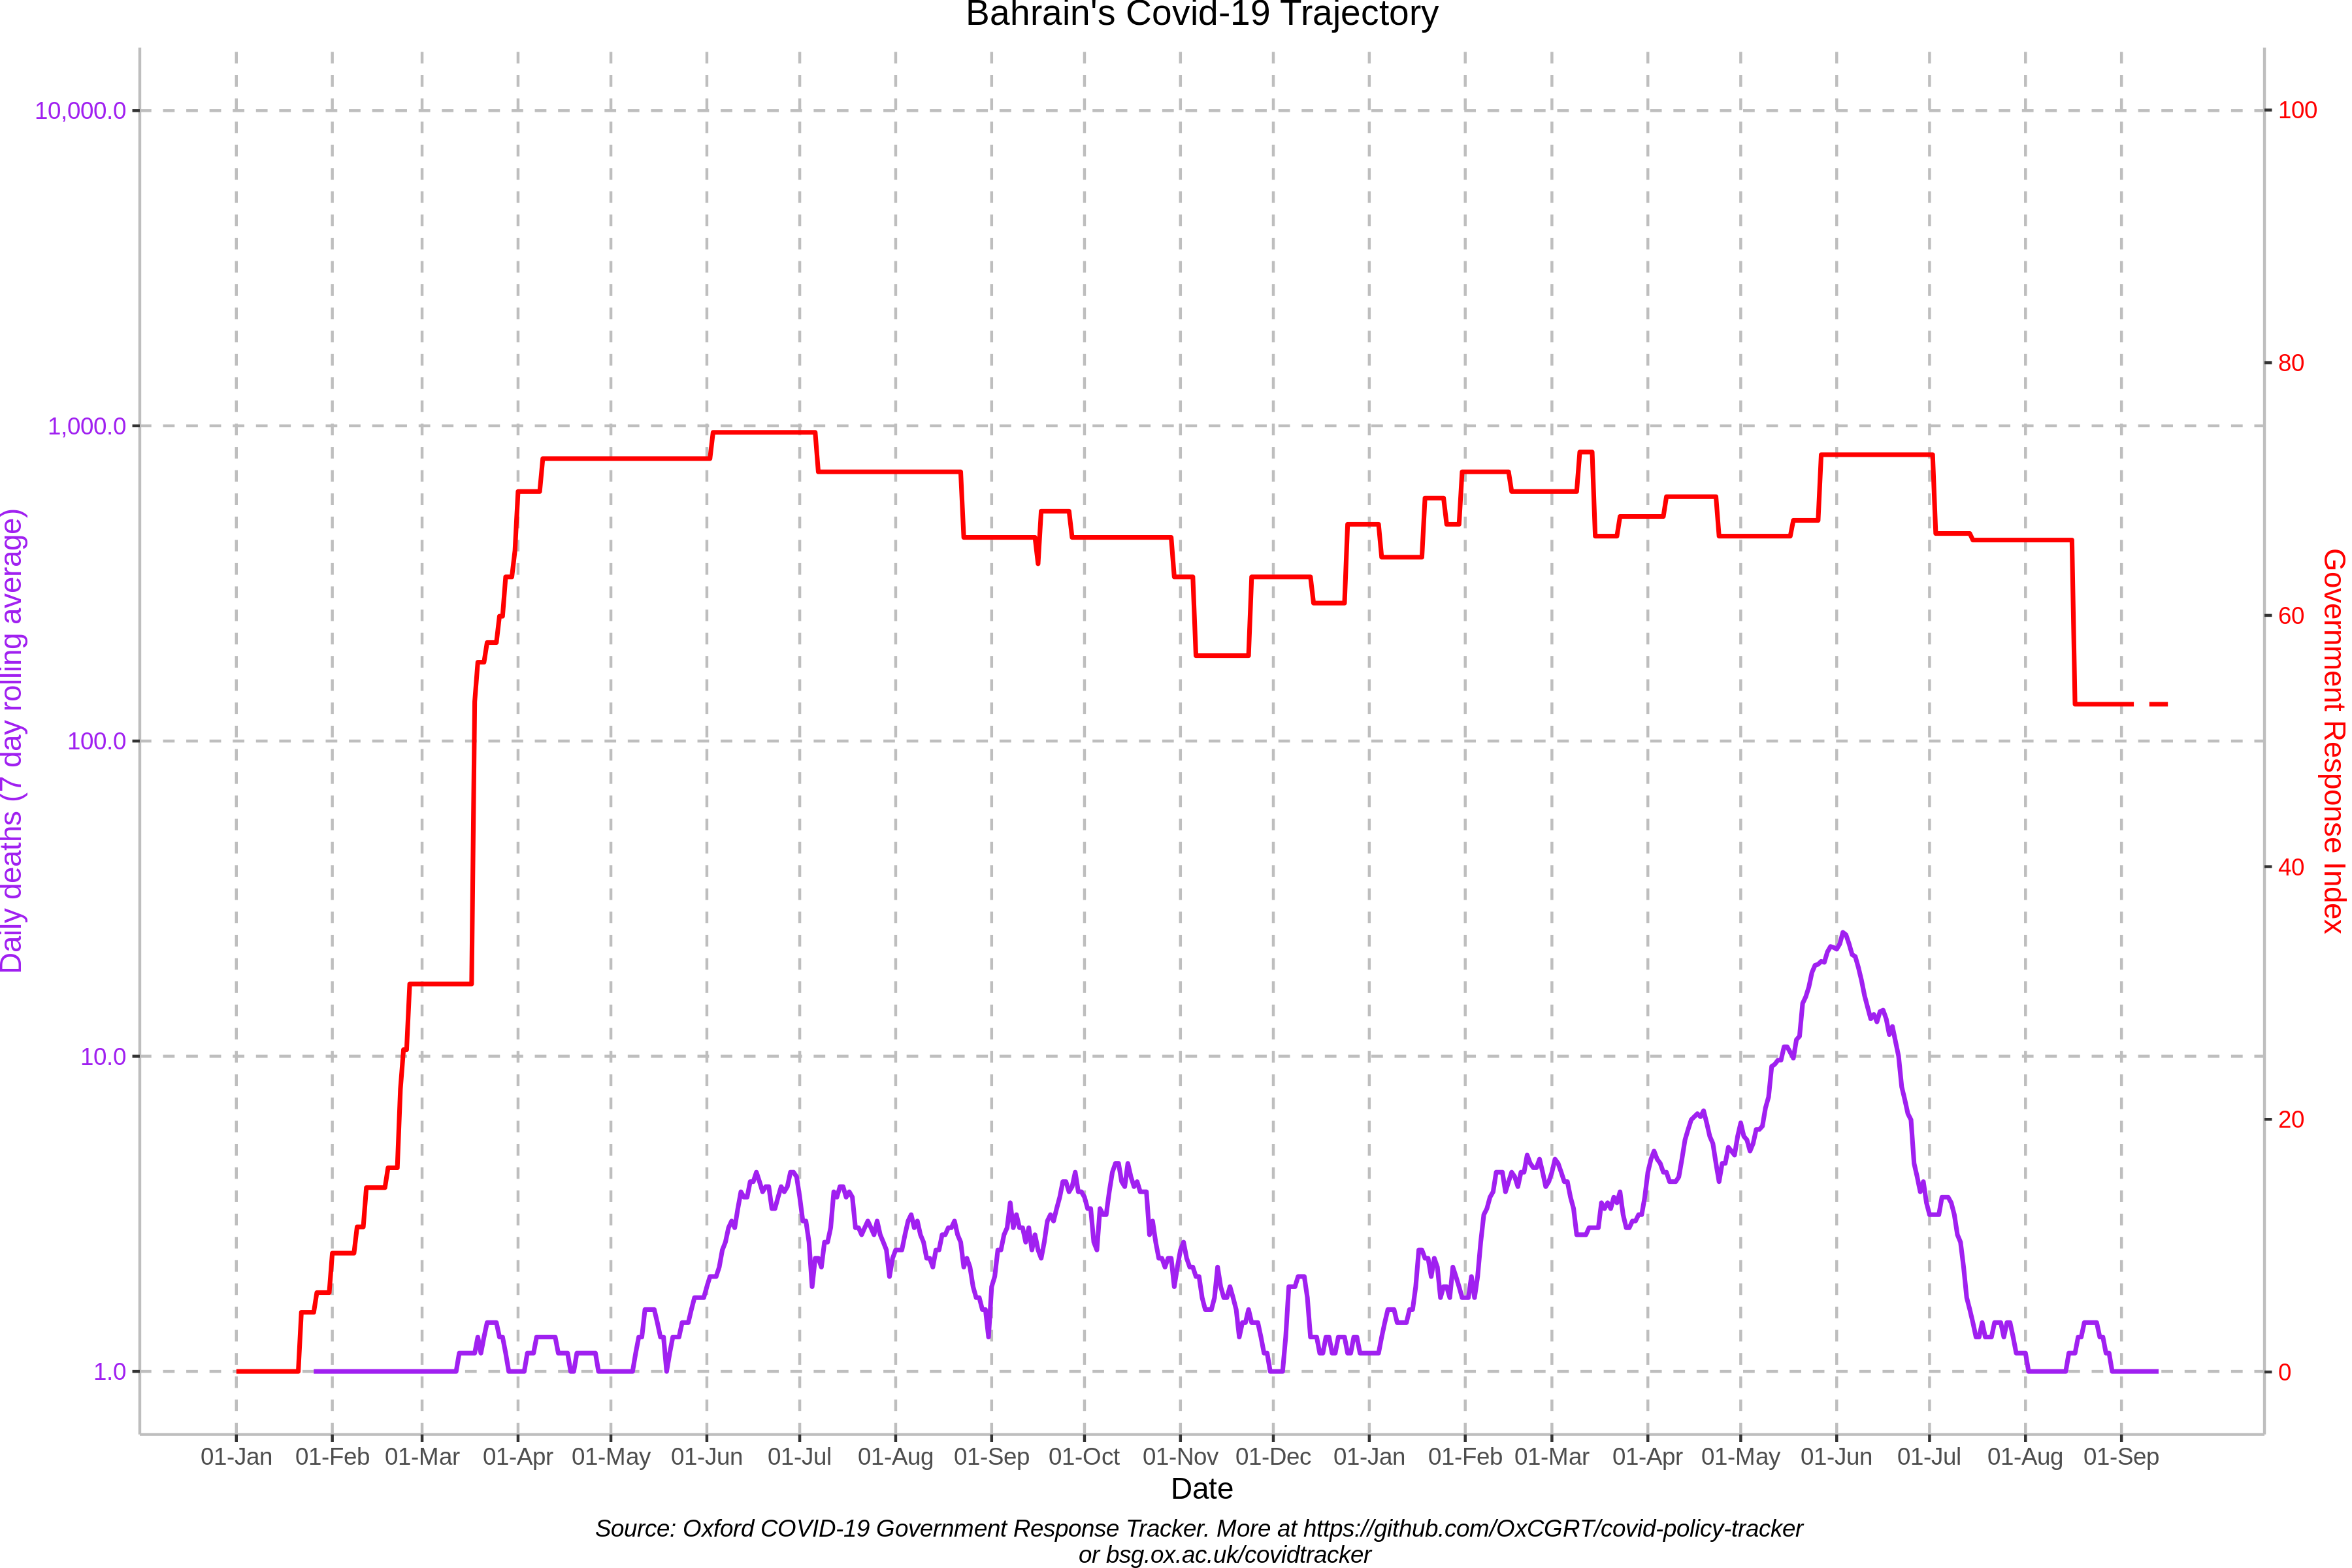 Bahrain's Covid-19 Trajectory
10,000.0
1,000.0
100.0
10.0
1.0
Daily deaths (7 day rolling average)
100
80
60
40
20
0
Government Response Index
01-Jan 01-Feb 01-Mar 01-Apr 01-May 01-Jun 01-Jul 01-Aug 01-Sep 01-Oct 01-Nov 01-Dec 01-Jan 01-Feb 01-Mar 01-Apr 01-May 01-Jun 01-Jul 01-Aug 01-Sep
Date
Source: Oxford COVID-19 Government Response Tracker. More at https://github.com/OxCGRT/covid-policy-tracker
or bsg.ox.ac.uk/covidtracker